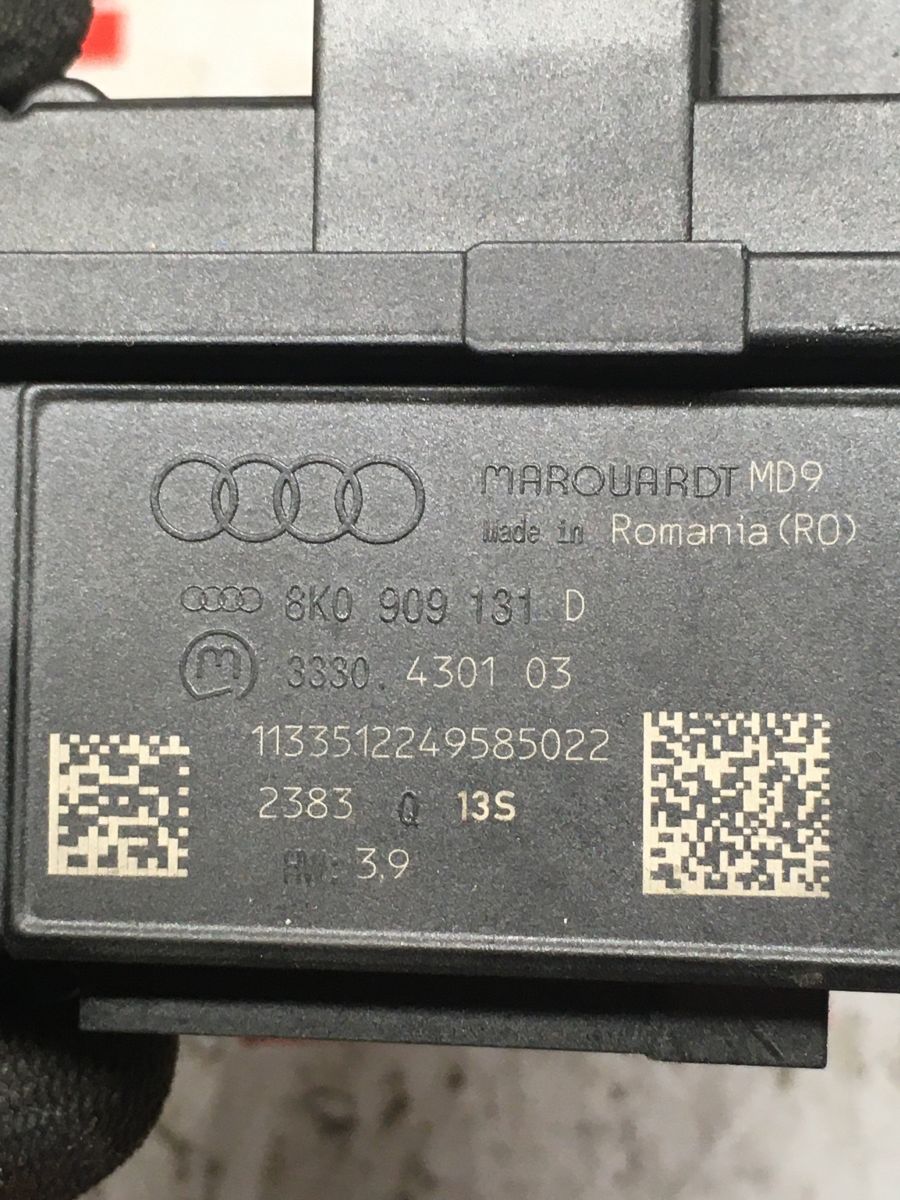 MARQUARDT MD9
Made in Romania (RO)
8K0 909 131 D
m 3330. 4301 03
1133512249585022
2383 Q 13S
3,9